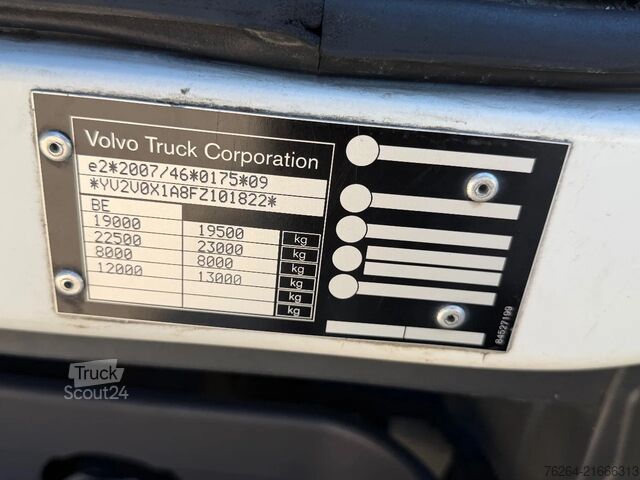 Volvo Truck Corporation
e2*2007/46*0175*09
*YV2V0X1A8FZ101822*
BE
19000 19500 kg
22500 23000 kg
8000 8000 kg
12000 13000 kg
kg
kg
84527199
Truck
Scout24
76264-21666313